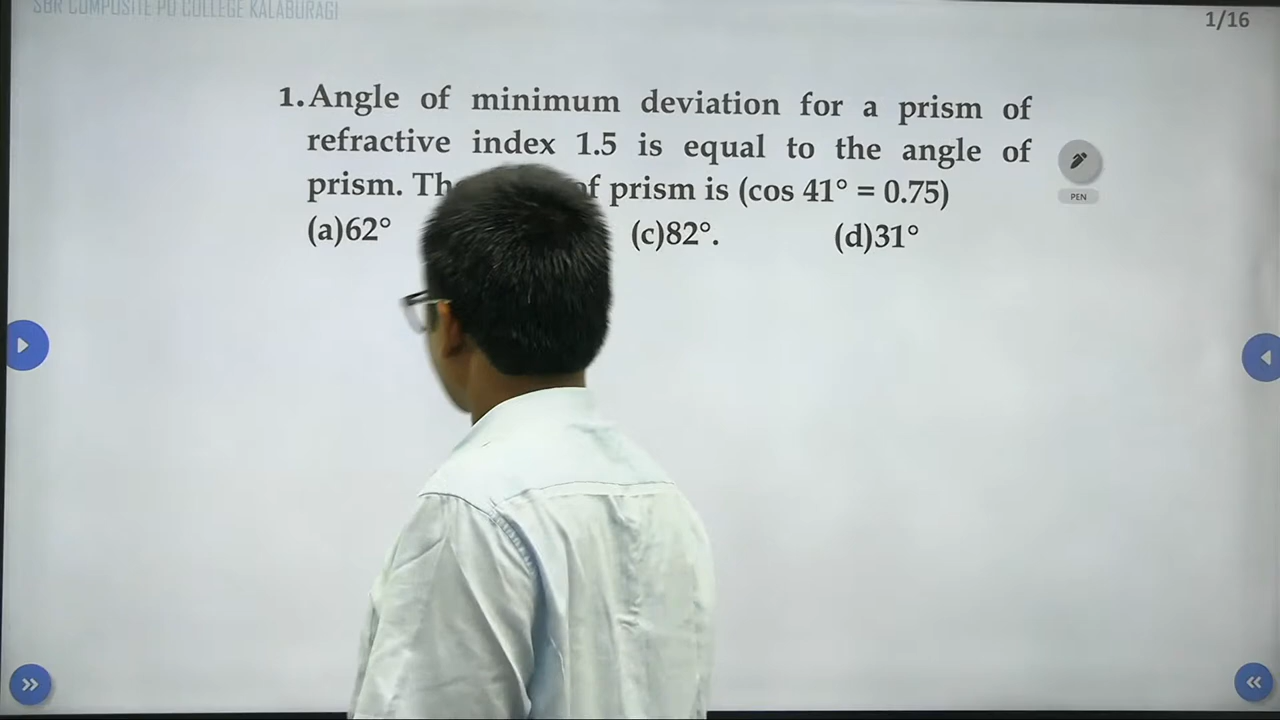 SBR COMPOSITE PU COLLEGE KALABURAGI
1/16
1. Angle of minimum deviation for a prism of
refractive index 1.5 is equal to the angle of
prism. of prism is (cos 41° = 0.75)
(a)62° (c)82°. (d)31°
PEN